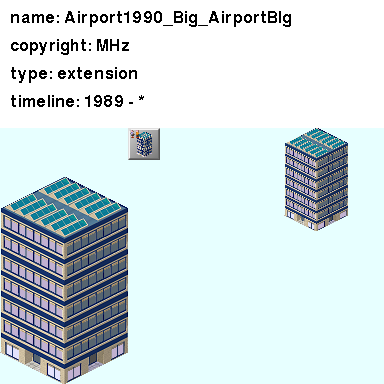 name: Airport1990_Big_AirportBlg
copyright: MHz
type: extension
timeline: 1989 - *